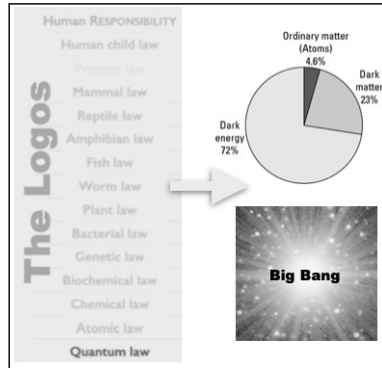 The Logos
Human RESPONSIBILITY
Human child law
Primate law
Mammal law
Reptile law
Amphibian law
Fish law
Worm law
Plant law
Bacterial law
Genetic law
Biochemical law
Chemical law
Atomic law
Quantum law
Ordinary matter
(Atoms)
4.6%
Dark
matter
23%
Dark
energy
72%
Big Bang